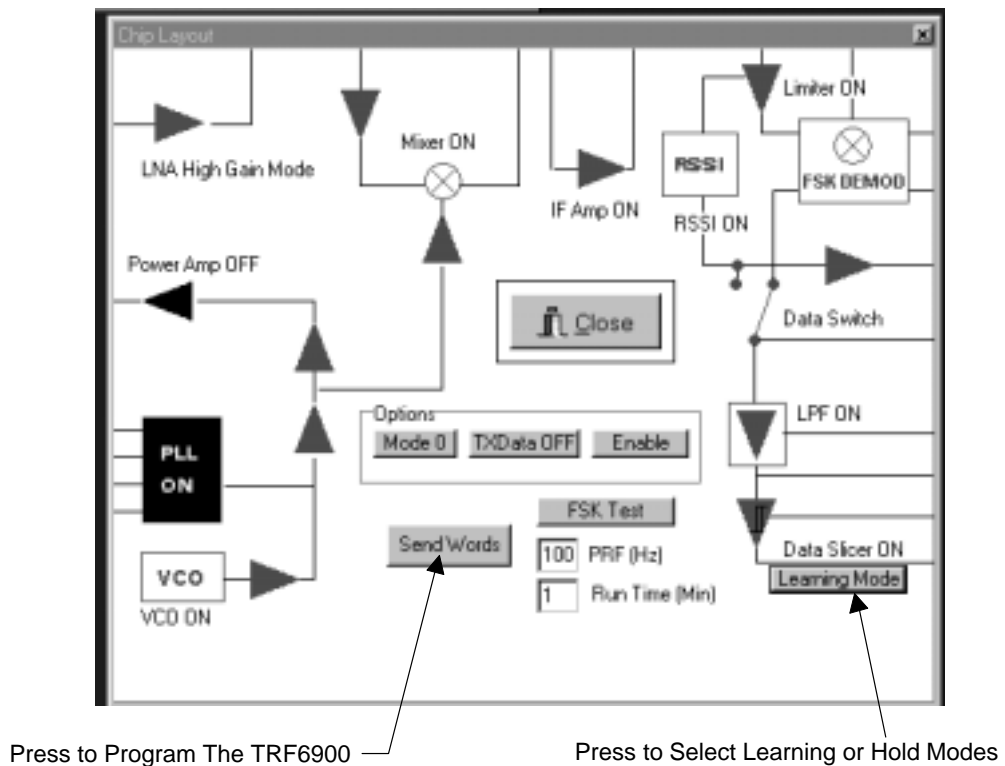 Chip Layout
Limiter ON
Mixer ON
LNA High Gain Mode
RSSI
FSK DEMOD
IF Amp ON
RSSI ON
Power Amp OFF
Close
Data Switch
Options
Mode 0 TXData OFF Enable
LPF ON
PLL
ON
FSK Test
Send Words
100 PRF (Hz)
Data Slicer ON
Learning Mode
VCO
1 Run Time (Min)
VCO ON
Press to Program The TRF6900
Press to Select Learning or Hold Modes